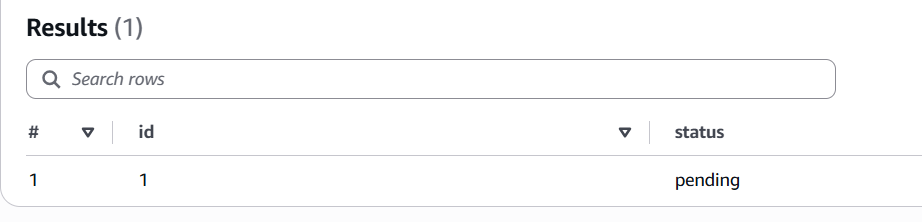 Results (1)
Search rows
# id status
1 1 pending